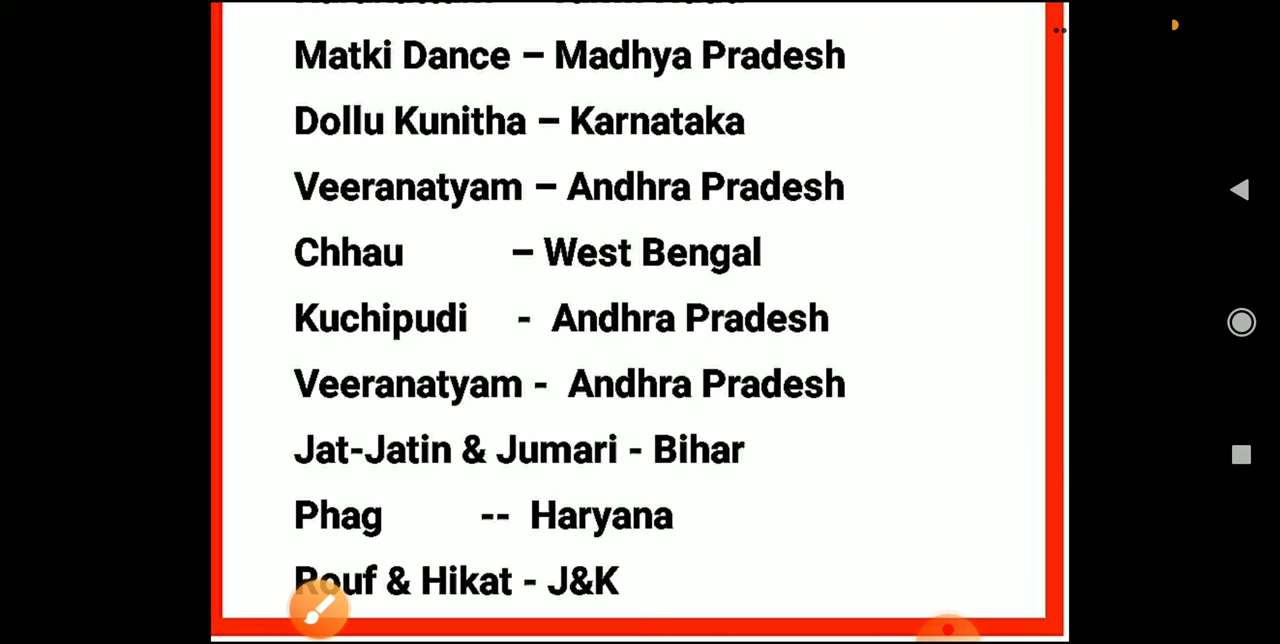 Matki Dance – Madhya Pradesh
Dollu Kunitha – Karnataka
Veeranatyam – Andhra Pradesh
Chhau – West Bengal
Kuchipudi - Andhra Pradesh
Veeranatyam - Andhra Pradesh
Jat-Jatin & Jumari - Bihar
Phag -- Haryana
Rouf & Hikat - J&K